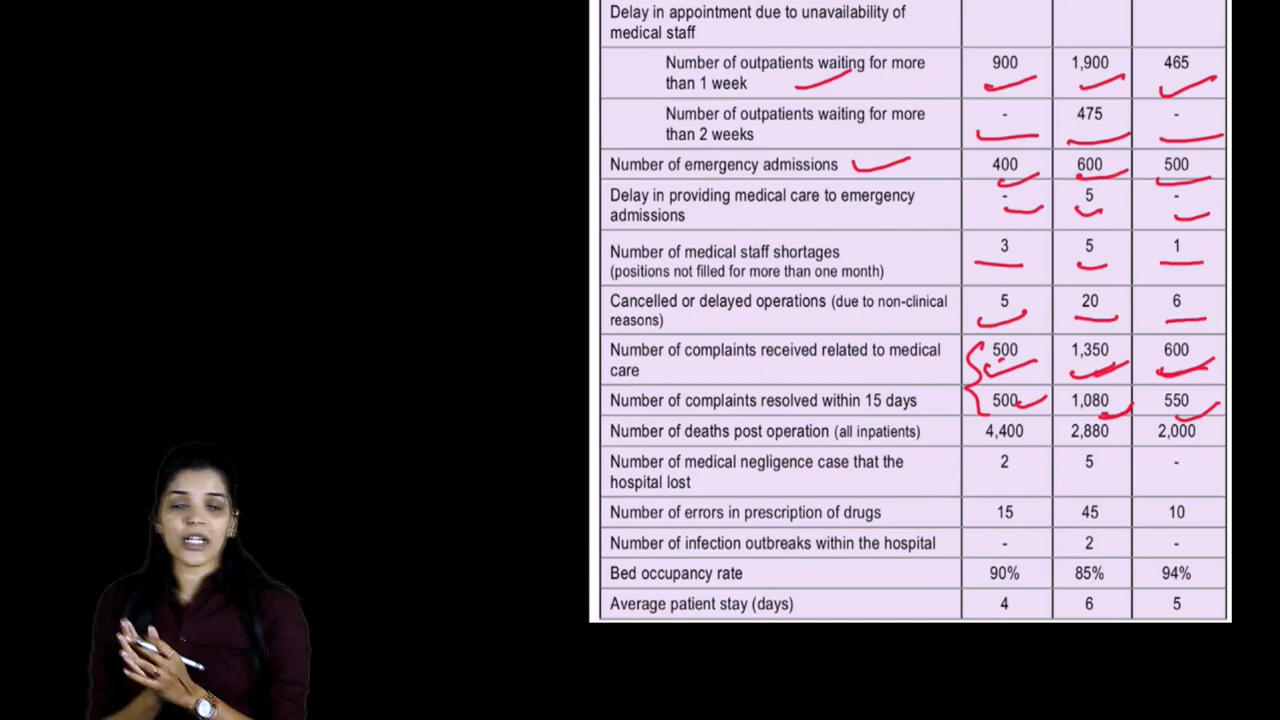 Delay in appointment due to unavailability of
medical staff
Number of outpatients waiting for more
than 1 week
900 1,900 465
Number of outpatients waiting for more
than 2 weeks
- 475 -
Number of emergency admissions 400 600 500
Delay in providing medical care to emergency
admissions
- 5 -
Number of medical staff shortages
(positions not filled for more than one month)
3 5 1
Cancelled or delayed operations (due to non-clinical
reasons)
5 20 6
Number of complaints received related to medical
care
500 1,350 600
Number of complaints resolved within 15 days 500 1,080 550
Number of deaths post operation (all inpatients) 4,400 2,880 2,000
Number of medical negligence case that the
hospital lost
2 5 -
Number of errors in prescription of drugs 15 45 10
Number of infection outbreaks within the hospital - 2 -
Bed occupancy rate 90% 85% 94%
Average patient stay (days) 4 6 5